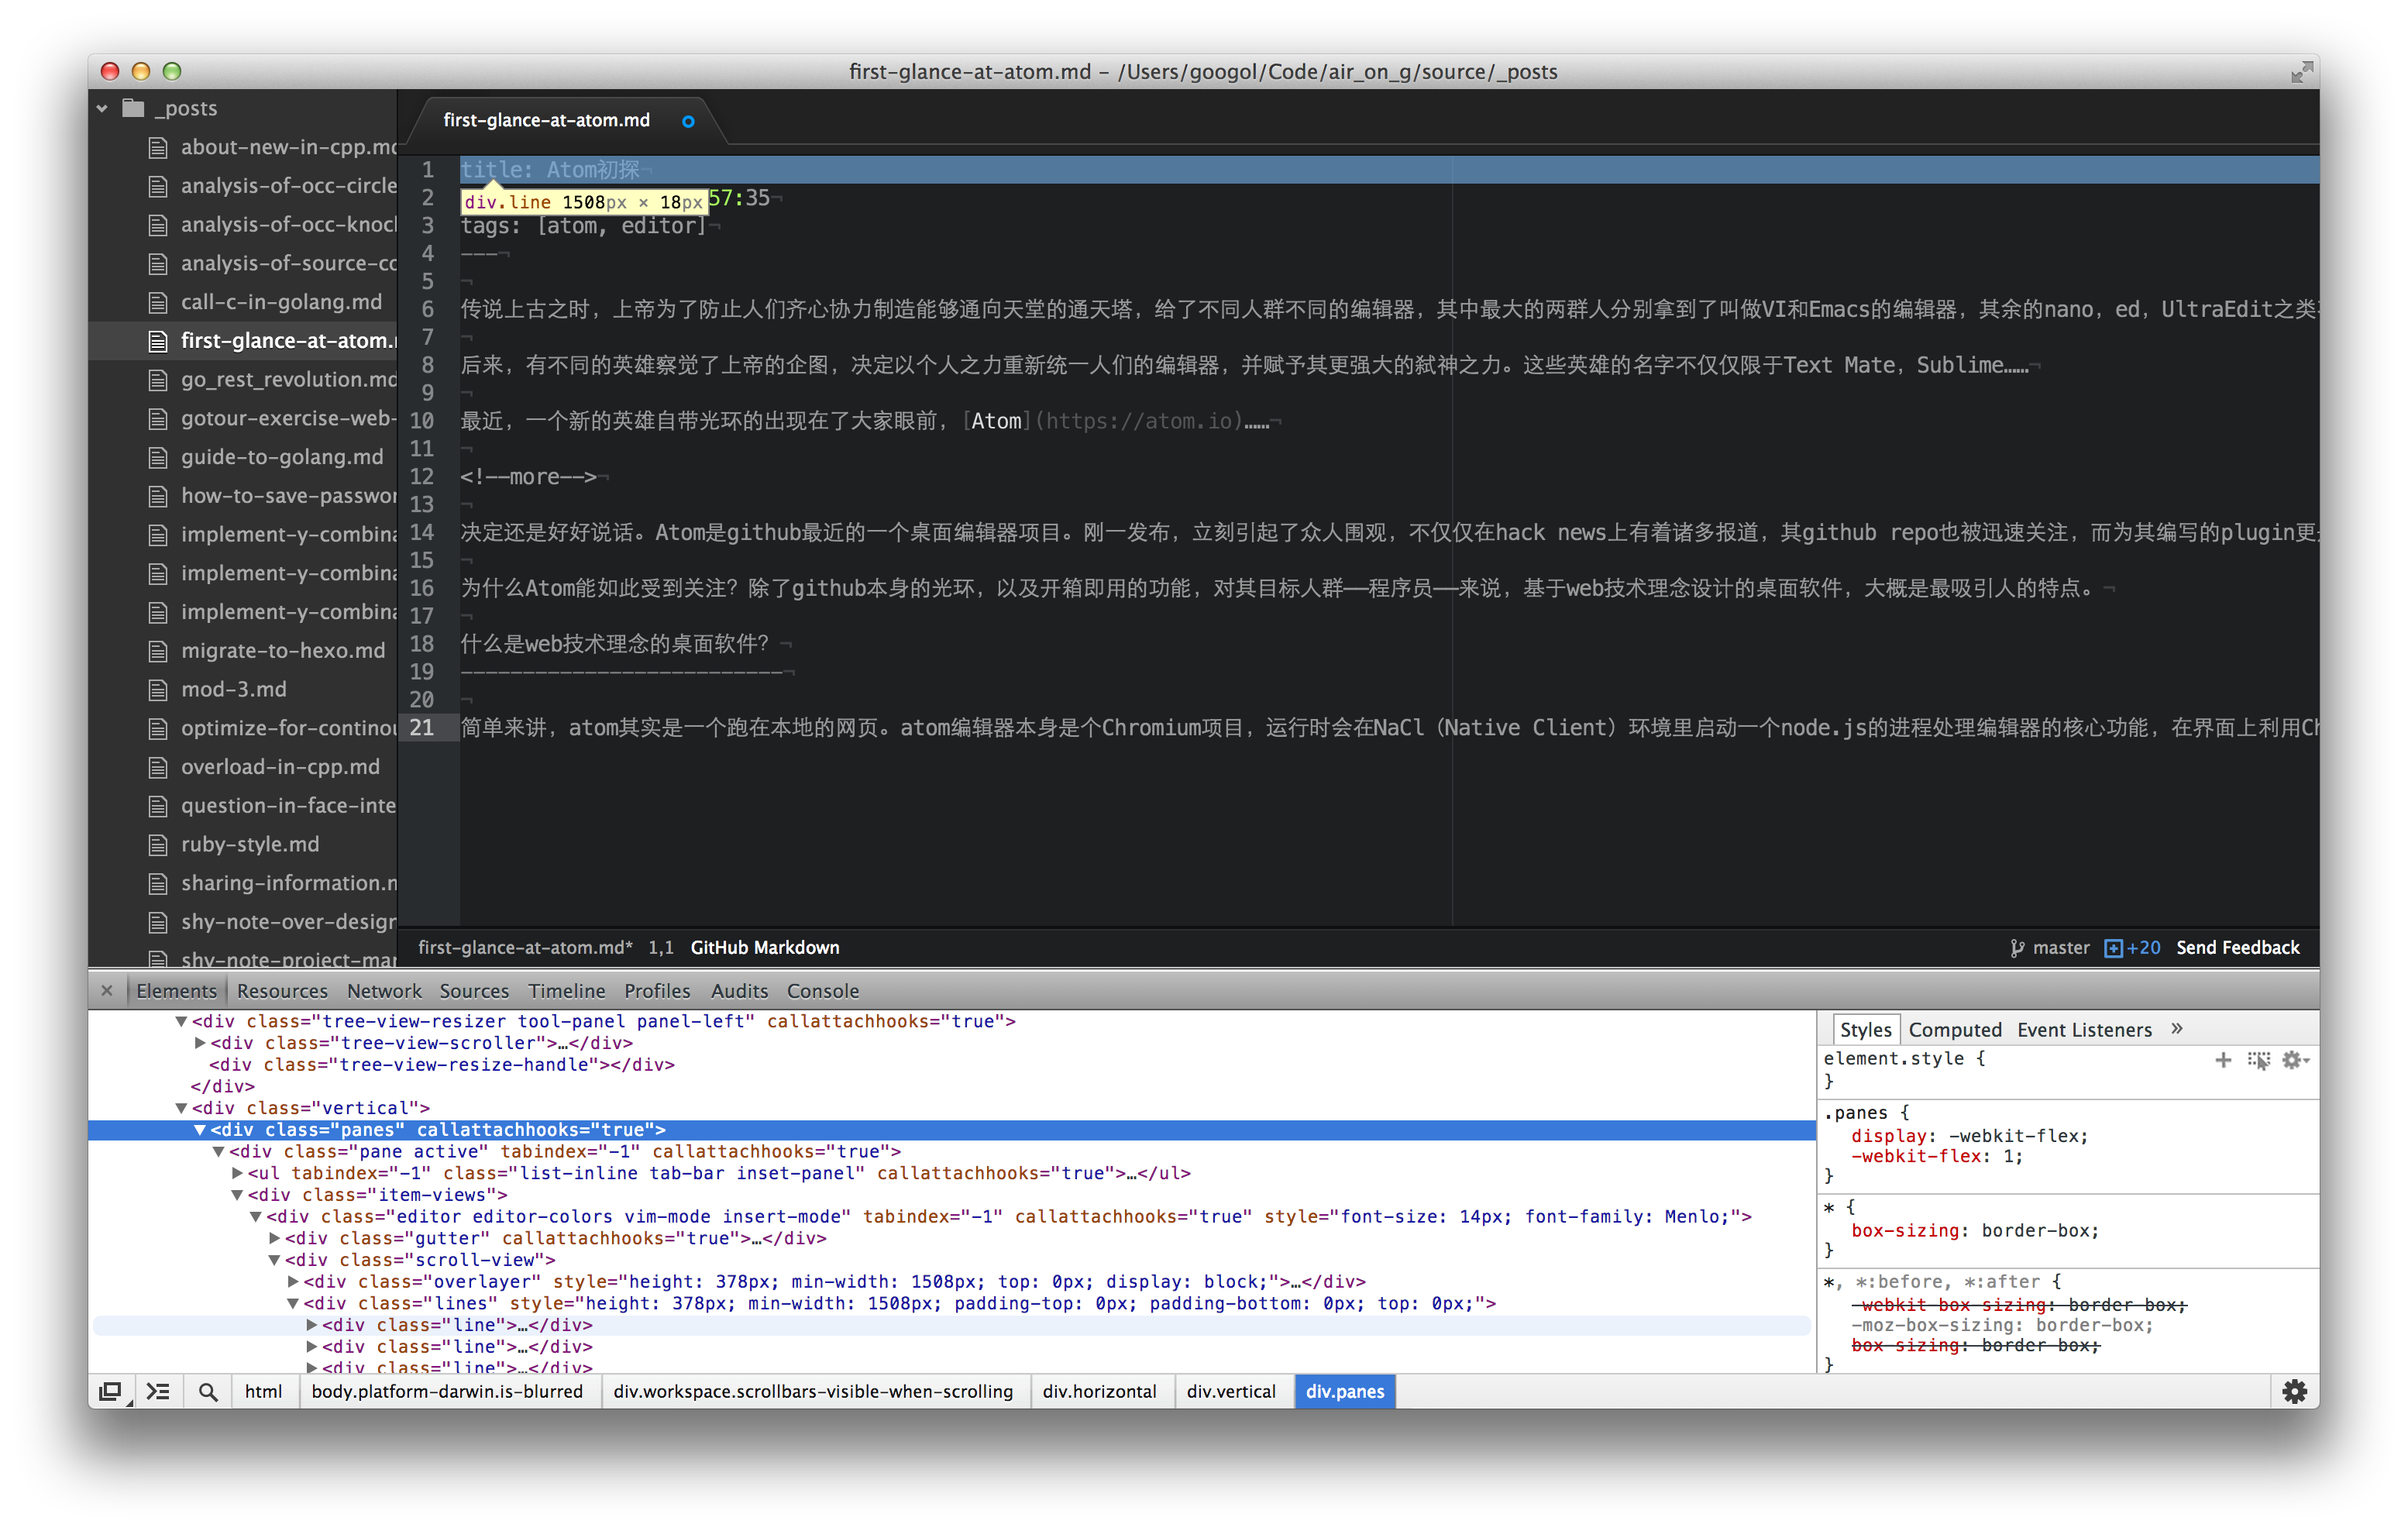 first-glance-at-atom.md – /Users/googol/Code/air_on_g/source/_posts
_posts
about-new-in-cpp.md
analysis-of-occ-circle
analysis-of-occ-knoc
analysis-of-source-co
call-c-in-golang.md
first-glance-at-atom.
go_rest_revolution.md
gotour-exercise-web-
guide-to-golang.md
how-to-save-passwor
implement-y-combina
implement-y-combina
implement-y-combina
migrate-to-hexo.md
mod-3.md
optimize-for-continou
overload-in-cpp.md
question-in-face-inte
ruby-style.md
sharing-information.m
shy-note-over-design
shy-note-project-mar
first-glance-at-atom.md
1 title: Atom初探¬
div.line 1508px × 18px
2 57:35¬
3 tags: [atom, editor]¬
4 ---¬
5 ¬
6 传说上古之时，上帝为了防止人们齐心协力制造能够通向天堂的通天塔，给了不同人群不同的编辑器，其中最大的两群人分别拿到了叫做VI和Emacs的编辑器，其余的nano，ed，UltraEdit之类
7 ¬
8 后来，有不同的英雄察觉了上帝的企图，决定以个人之力重新统一人们的编辑器，并赋予其更强大的弑神之力。这些英雄的名字不仅仅限于Text Mate，Sublime……¬
9 ¬
10 最近，一个新的英雄自带光环的出现在了大家眼前，[Atom](https://atom.io)……¬
11 ¬
12 <!--more-->¬
13 ¬
14 决定还是好好说话。Atom是github最近的一个桌面编辑器项目。刚一发布，立刻引起了众人围观，不仅仅在hack news上有着诸多报道，其github repo也被迅速关注，而为其编写的plugin更
15 ¬
16 为什么Atom能如此受到关注？除了github本身的光环，以及开箱即用的功能，对其目标人群——程序员——来说，基于web技术理念设计的桌面软件，大概是最吸引人的特点。¬
17 ¬
18 什么是web技术理念的桌面软件？¬
19 --------------------------¬
20 ¬
21 简单来讲，atom其实是一个跑在本地的网页。atom编辑器本身是个Chromium项目，运行时会在NaCl（Native Client）环境里启动一个node.js的进程处理编辑器的核心功能，在界面上利用Ch
first-glance-at-atom.md* 1,1 GitHub Markdown
master +20 Send Feedback
× Elements Resources Network Sources Timeline Profiles Audits Console
▼<div class="tree-view-resizer tool-panel panel-left" callattachhooks="true">
▶<div class="tree-view-scroller">…</div>
<div class="tree-view-resize-handle"></div>
</div>
▼<div class="vertical">
▼<div class="panes" callattachhooks="true">
▼<div class="pane active" tabindex="-1" callattachhooks="true">
▶<ul tabindex="-1" class="list-inline tab-bar inset-panel" callattachhooks="true">…</ul>
▼<div class="item-views">
▼<div class="editor editor-colors vim-mode insert-mode" tabindex="-1" callattachhooks="true" style="font-size: 14px; font-family: Menlo;">
▶<div class="gutter" callattachhooks="true">…</div>
▼<div class="scroll-view">
▶<div class="overlayer" style="height: 378px; min-width: 1508px; top: 0px; display: block;">…</div>
▼<div class="lines" style="height: 378px; min-width: 1508px; padding-top: 0px; padding-bottom: 0px; top: 0px;">
▶<div class="line">…</div>
▶<div class="line">…</div>
▶<div class="line">…</div>
Styles Computed Event Listeners »
element.style {
}
.panes {
display: -webkit-flex;
-webkit-flex: 1;
}
* {
box-sizing: border-box;
}
*, *:before, *:after {
-webkit-box-sizing: border-box;
-moz-box-sizing: border-box;
box-sizing: border-box;
}
html body.platform-darwin.is-blurred div.workspace.scrollbars-visible-when-scrolling div.horizontal div.vertical div.panes